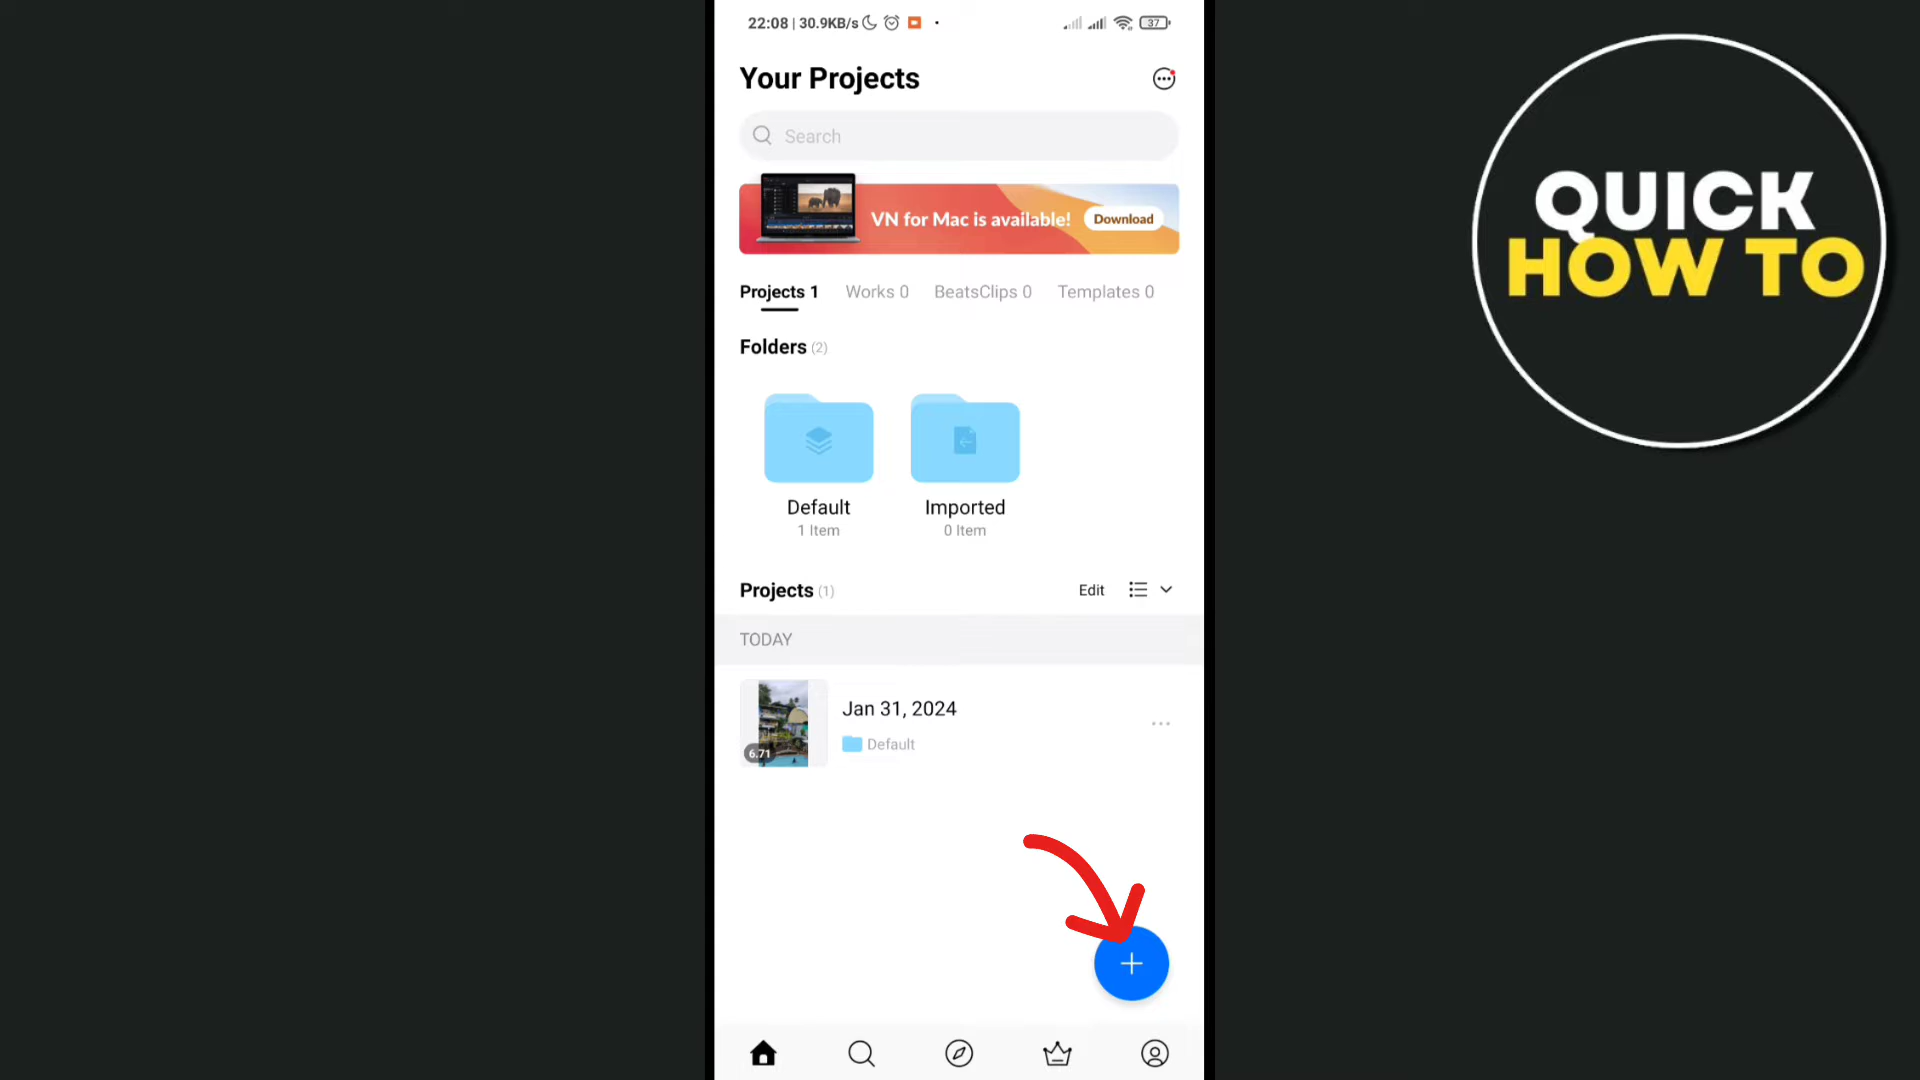 22:08 | 30.9KB/s
37
Your Projects
Search
VN for Mac is available!
Download
Projects 1
Works 0
BeatsClips 0
Templates 0
Folders (2)
Default
1 Item
Imported
0 Item
Projects (1)
Edit
TODAY
Jan 31, 2024
Default
6.71
QUICK
HOW TO